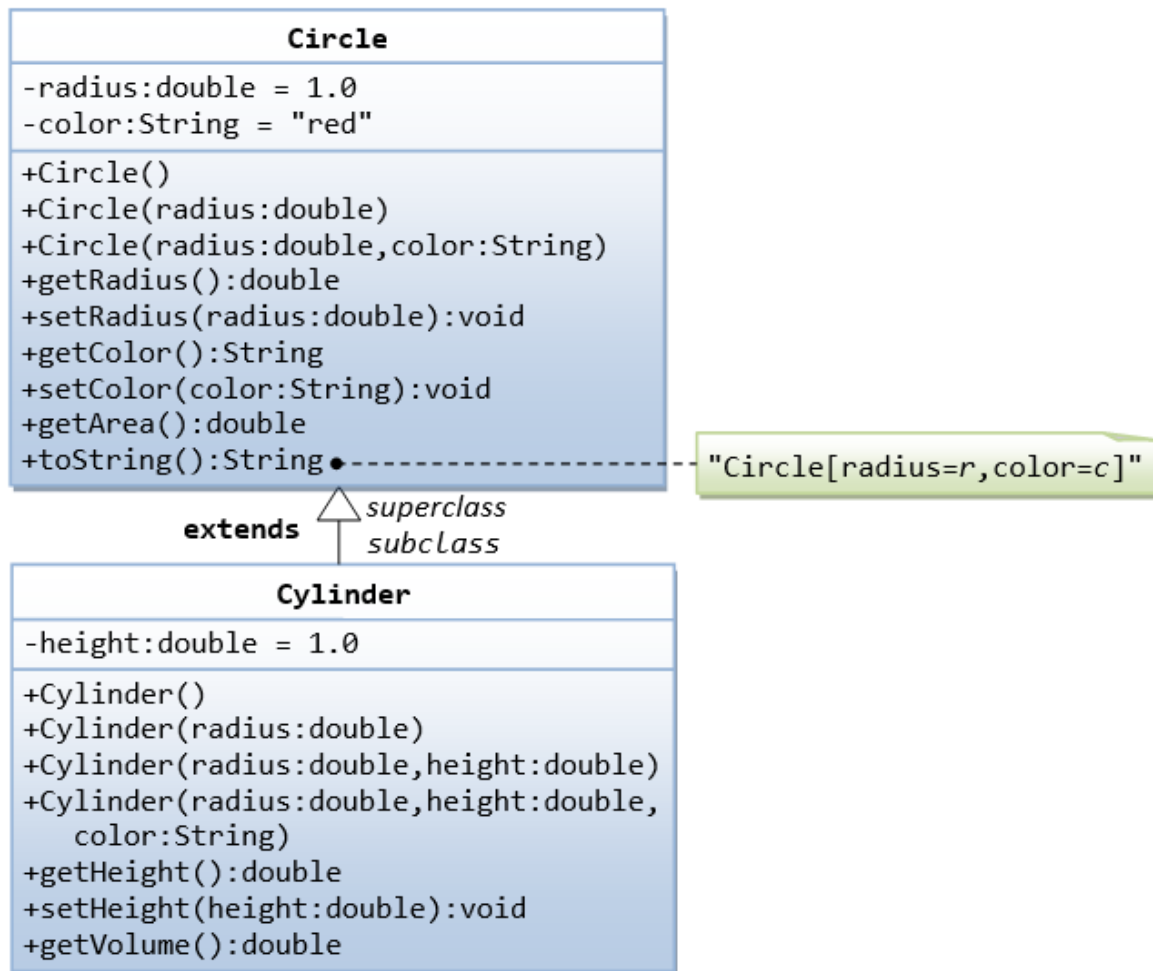 Circle
-radius:double = 1.0
-color:String = "red"
+Circle()
+Circle(radius:double)
+Circle(radius:double,color:String)
+getRadius():double
+setRadius(radius:double):void
+getColor():String
+setColor(color:String):void
+getArea():double
+toString():String
"Circle[radius=r,color=c]"
superclass
extends
subclass
Cylinder
-height:double = 1.0
+Cylinder()
+Cylinder(radius:double)
+Cylinder(radius:double,height:double)
+Cylinder(radius:double,height:double,
color:String)
+getHeight():double
+setHeight(height:double):void
+getVolume():double